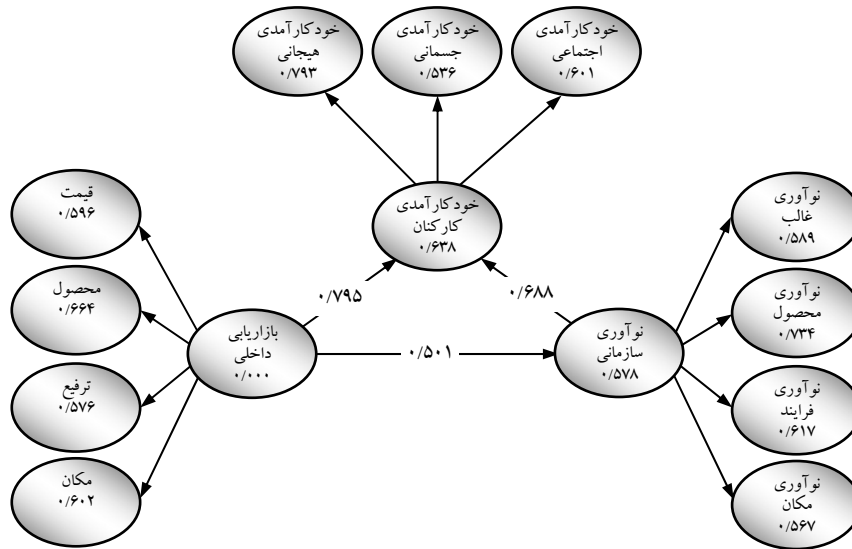 خودکارآمدی
هیجانی
۰/۷۹۳
خودکارآمدی
جسمانی
۰/۵۳۶
خودکارآمدی
اجتماعی
۰/۶۰۱
خودکارآمدی
کارکنان
۰/۶۳۸
قیمت
۰/۵۹۶
محصول
۰/۶۶۴
ترفیع
۰/۵۷۶
مکان
۰/۶۰۲
بازاریابی
داخلی
۰/۰۰۰
۰/۷۹۵
۰/۵۰۱
۰/۶۸۸
نوآوری
سازمانی
۰/۵۷۸
نوآوری
غالب
۰/۵۸۹
نوآوری
محصول
۰/۷۳۴
نوآوری
فرایند
۰/۶۱۷
نوآوری
مکان
۰/۵۶۷